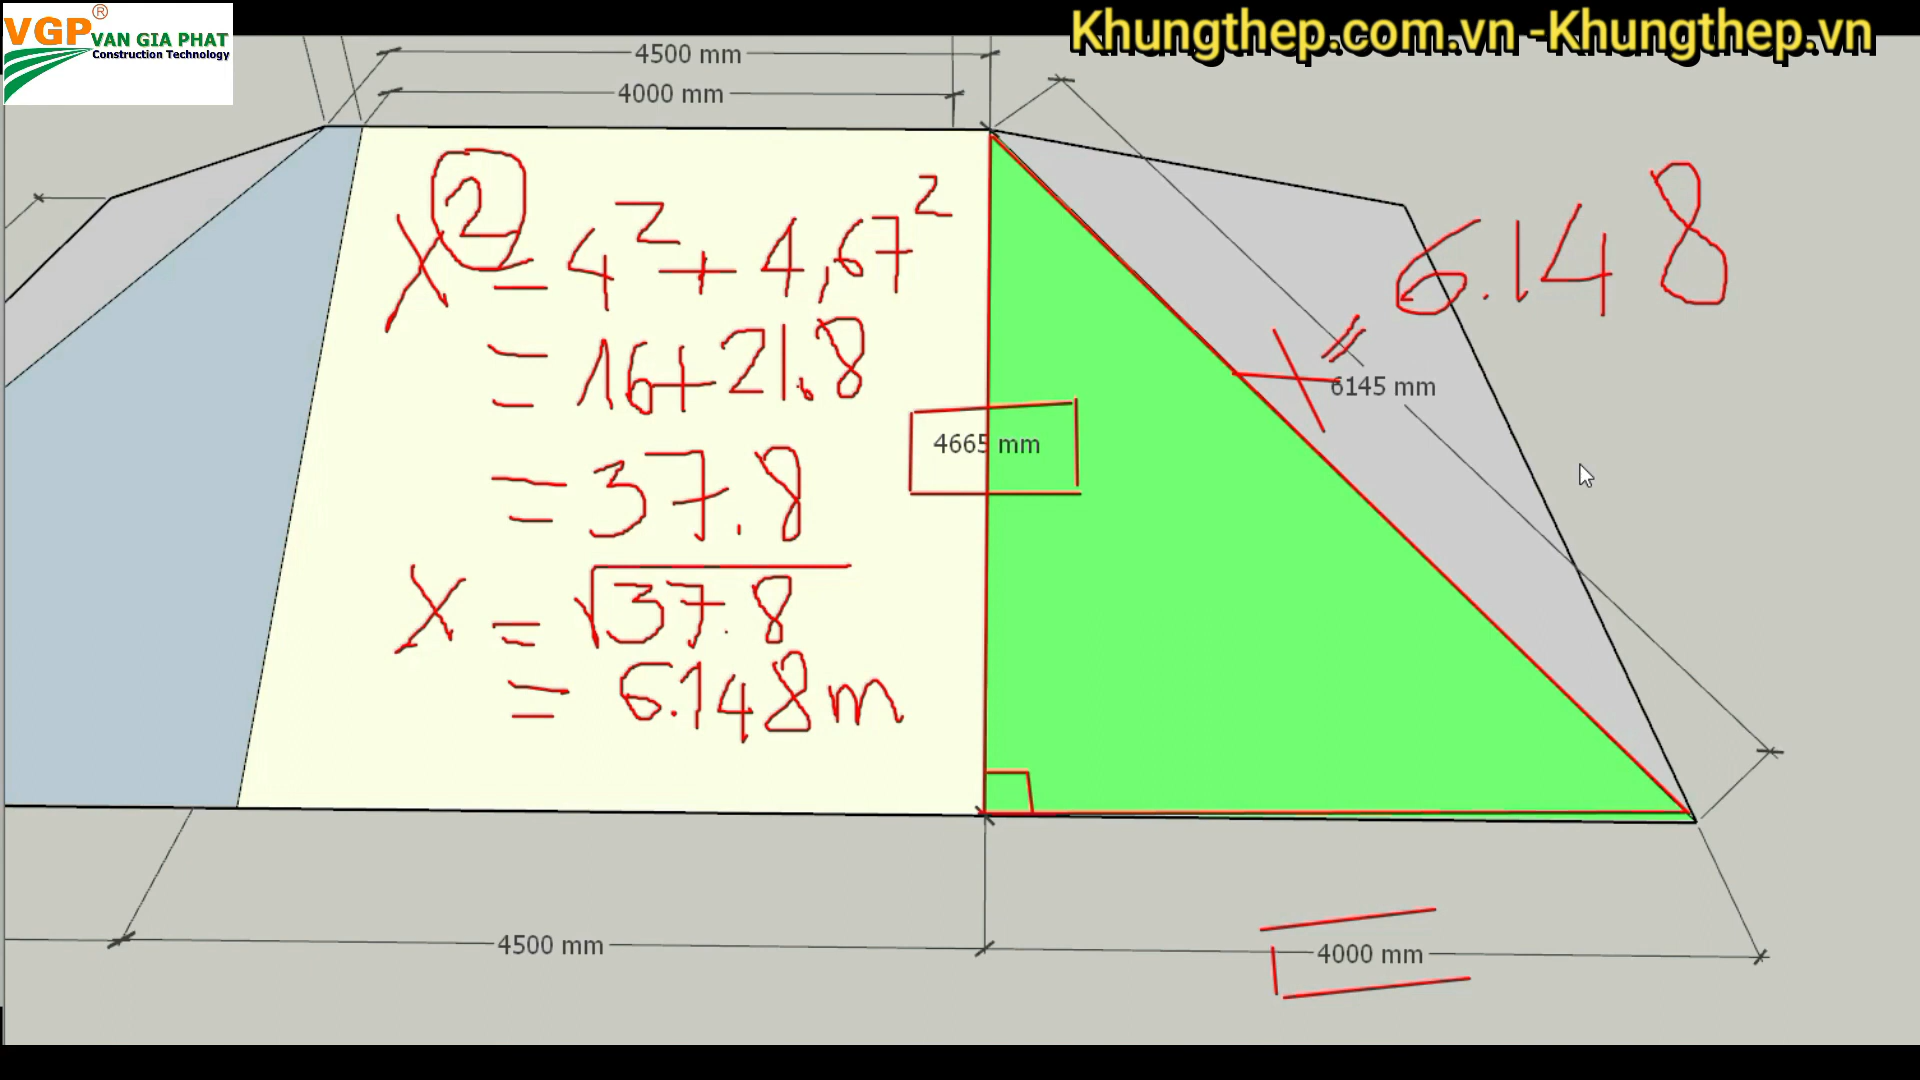 VGP®
VAN GIA PHAT
Construction Technology
Khungthep.com.vn -Khungthep.vn
4500 mm
4000 mm
X² = 4² + 4,67²
= 16+21.8
= 37.8
X = √37.8
= 6.148m
4665 mm
6.148
X
6145 mm
4500 mm
4000 mm